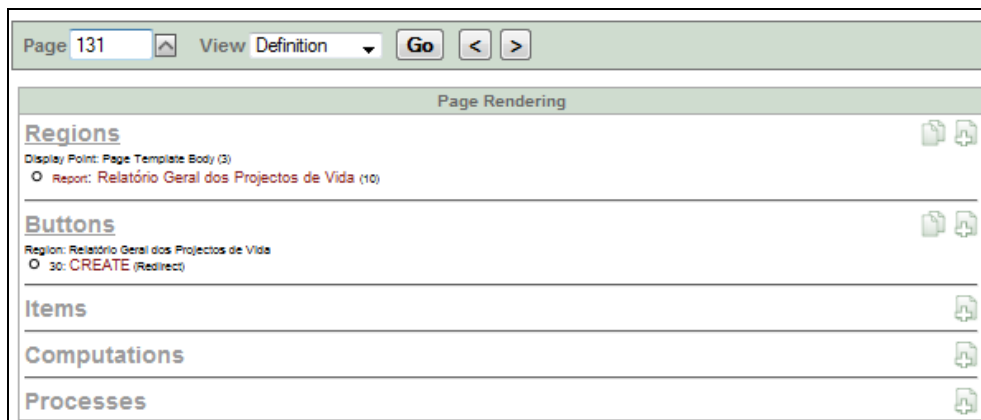 Page 131 View Definition Go < >
Page Rendering
Regions
Display Point: Page Template Body (3)
Report: Relatório Geral dos Projectos de Vida (10)
Buttons
Region: Relatório Geral dos Projectos de Vida
30: CREATE (Redirect)
Items
Computations
Processes